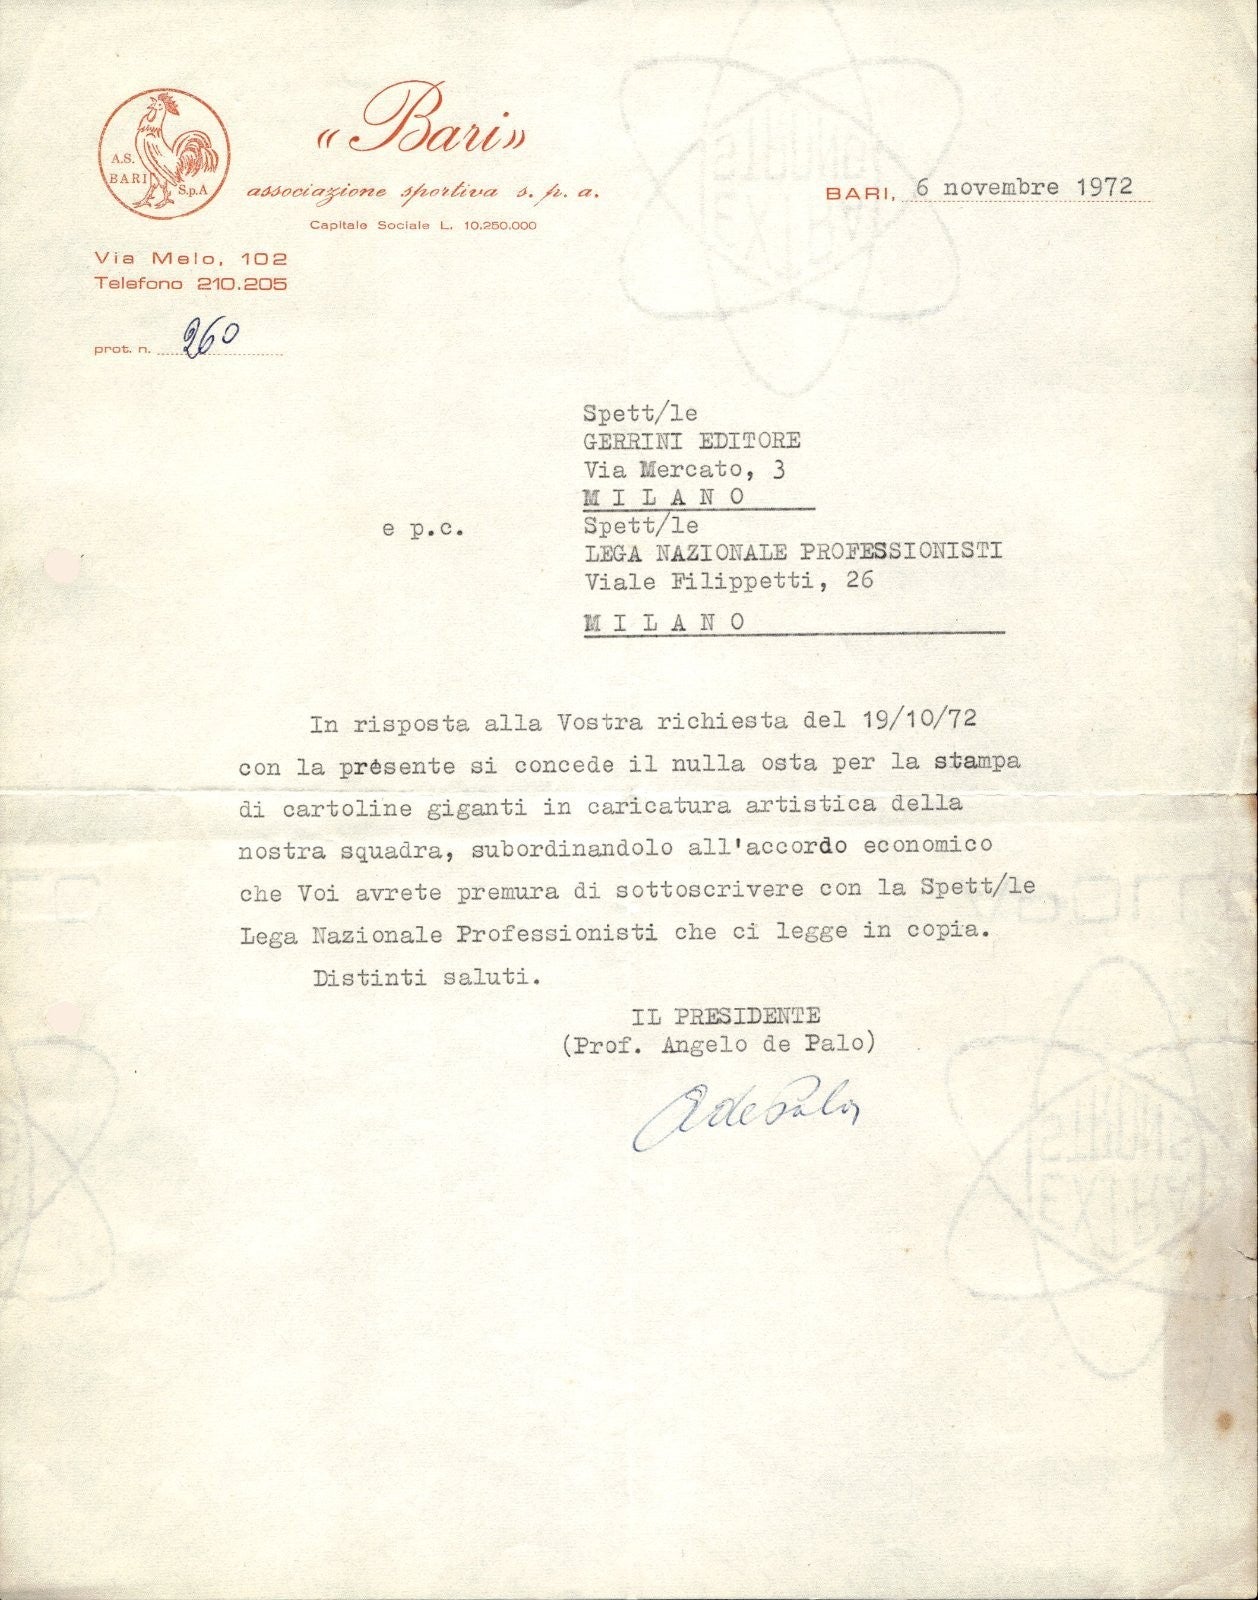 A.S.
BARI
S.p.A
« Bari »
associazione sportiva s. p. a.
Capitale Sociale L. 10.250.000
Via Melo, 102
Telefono 210.205
prot. n. 260
BARI, 6 novembre 1972
Spett/le
GERRINI EDITORE
Via Mercato, 3
M I L A N O
e p.c.
Spett/le
LEGA NAZIONALE PROFESSIONISTI
Viale Filippetti, 26
M I L A N O
In risposta alla Vostra richiesta del 19/10/72
con la presente si concede il nulla osta per la stampa
di cartoline giganti in caricatura artistica della
nostra squadra, subordinandolo all'accordo economico
che Voi avrete premura di sottoscrivere con la Spett/le
Lega Nazionale Professionisti che ci legge in copia.
Distinti saluti.
IL PRESIDENTE
(Prof. Angelo de Palo)
AdePalo
EXTRA